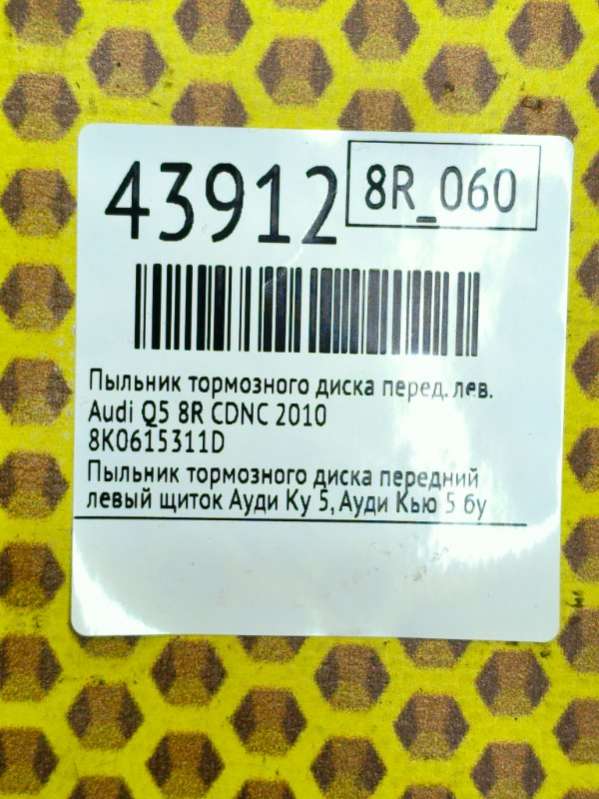 43912
8R_060
Пыльник тормозного диска перед. лев.
Audi Q5 8R CDNC 2010
8K0615311D
Пыльник тормозного диска передний
левый щиток Ауди Ку 5, Ауди Кью 5 бу